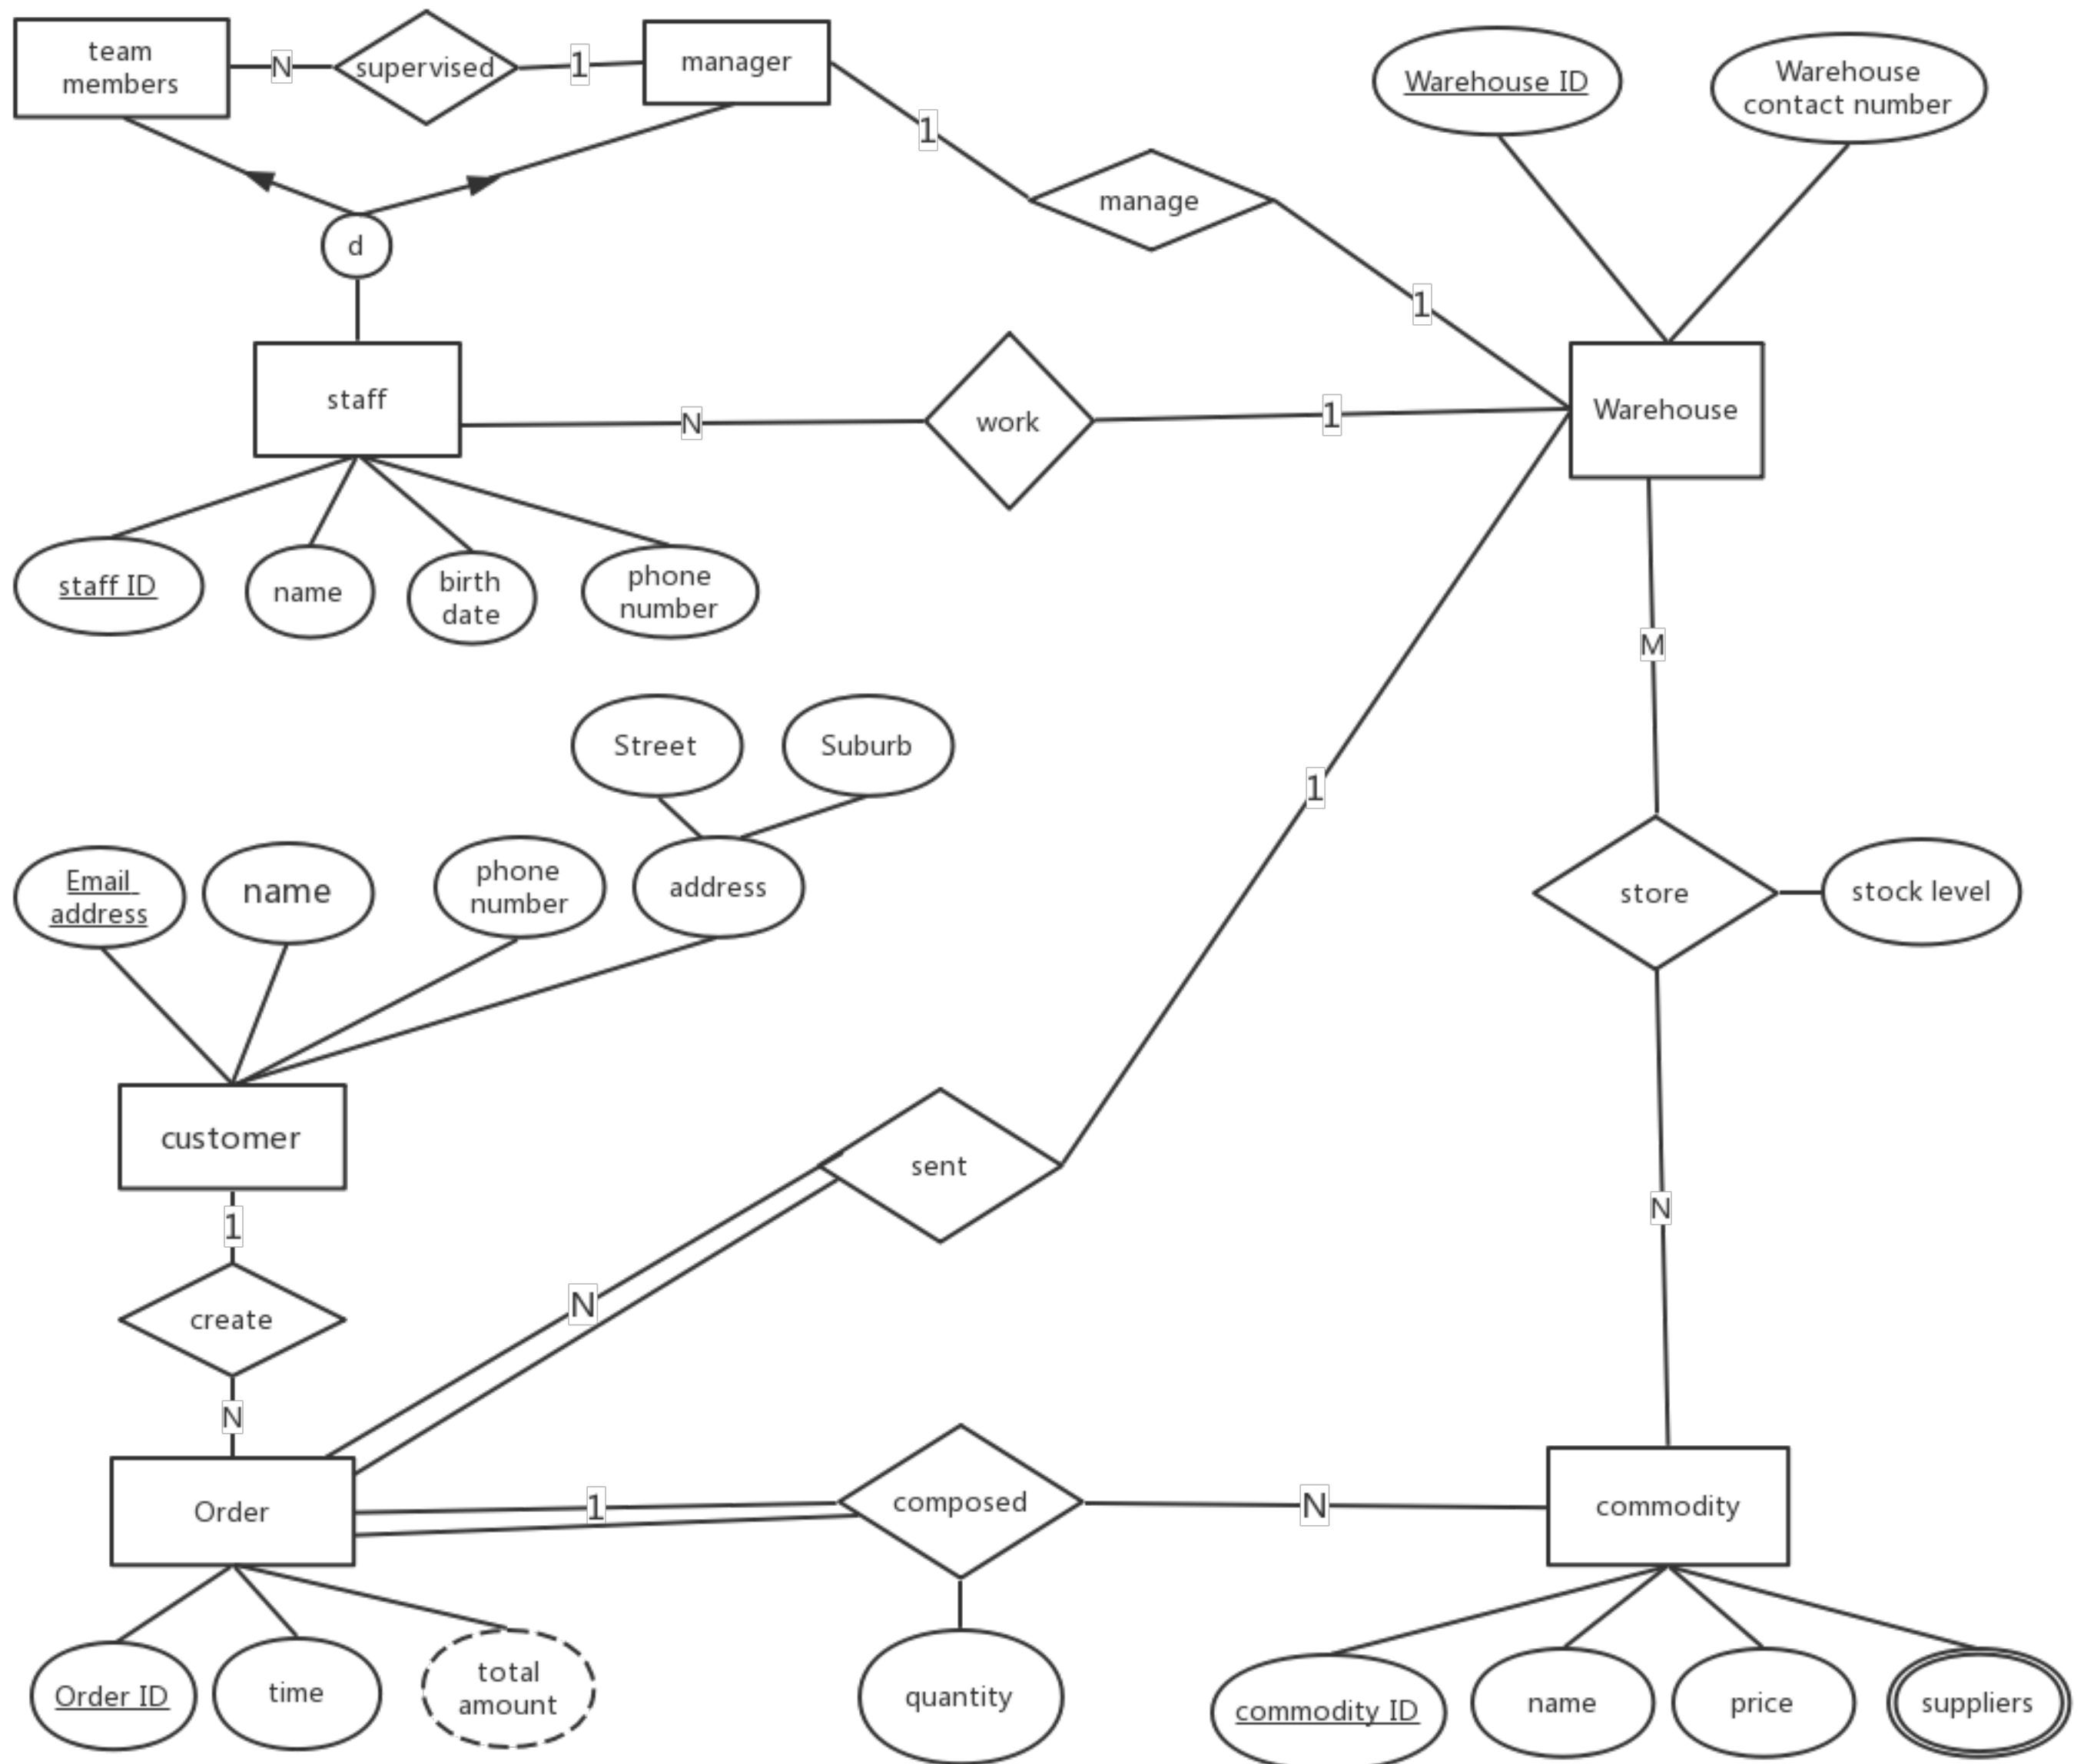 team
members
N
supervised
1
manager
1
manage
1
Warehouse ID
Warehouse
contact number
d
staff
N
work
1
Warehouse
staff ID
name
birth
date
phone
number
M
Street
Suburb
1
Email
address
name
phone
number
address
store
stock level
customer
sent
1
N
create
N
N
Order
1
composed
N
commodity
Order ID
time
total
amount
quantity
commodity ID
name
price
suppliers